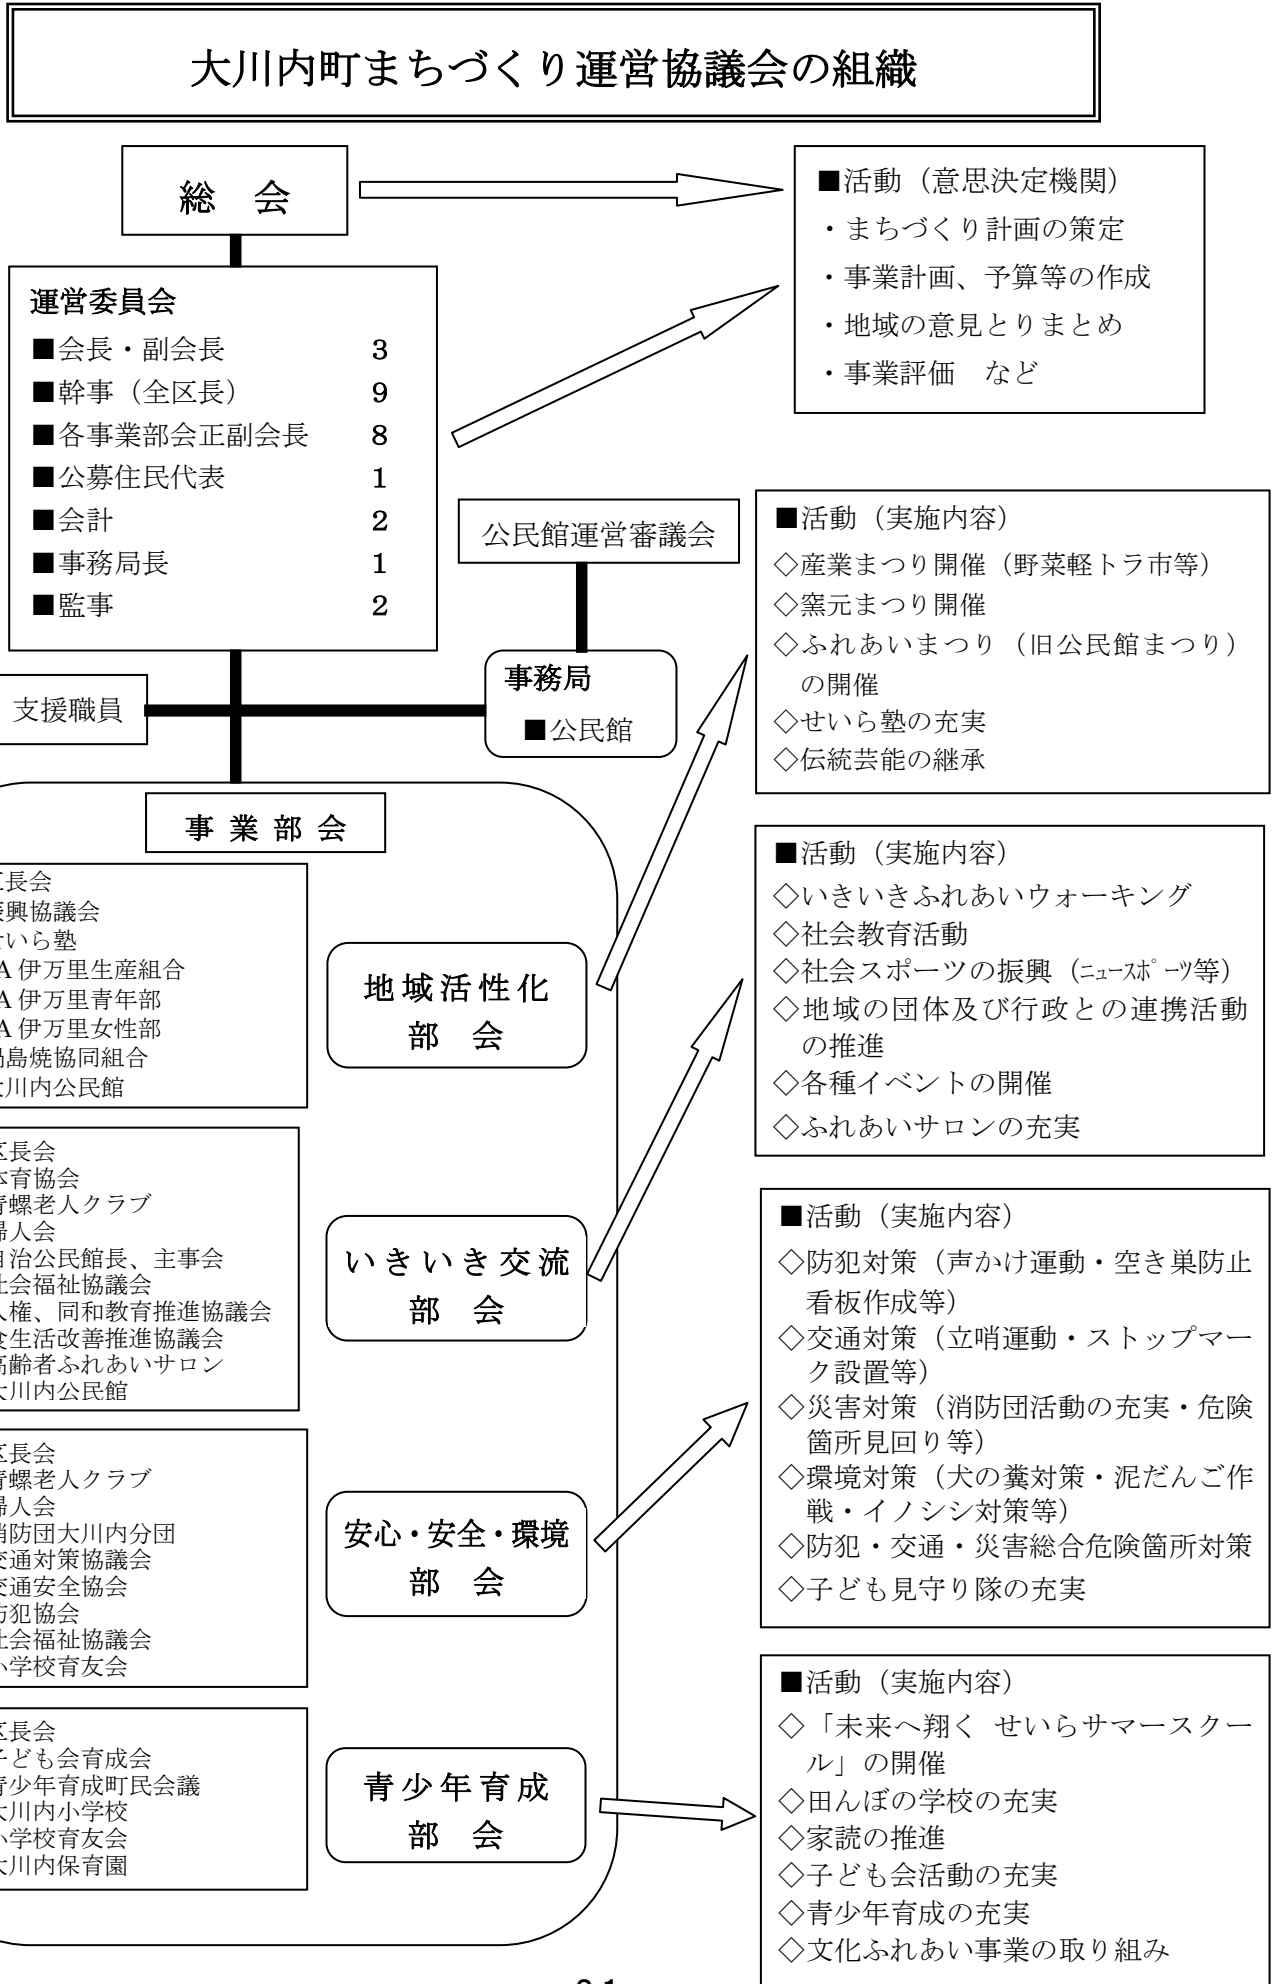 大川内町まちづくり運営協議会の組織
総　会
■活動（意思決定機関）
・まちづくり計画の策定
・事業計画、予算等の作成
・地域の意見とりまとめ
・事業評価　など
運営委員会
■会長・副会長　3
■幹事（全区長）　9
■各事業部会正副会長　8
■公募住民代表　1
■会計　2
■事務局長　1
■監事　2
公民館運営審議会
事務局
■公民館
支援職員
事業部会
長会
興協議会
いら塾
A伊万里生産組合
A伊万里青年部
A伊万里女性部
島焼協同組合
川内公民館
地域活性化
部　会
■活動（実施内容）
◇産業まつり開催（野菜軽トラ市等）
◇窯元まつり開催
◇ふれあいまつり（旧公民館まつり）
の開催
◇せいら塾の充実
◇伝統芸能の継承
区長会
体育協会
青螺老人クラブ
婦人会
自治公民館長、主事会
社会福祉協議会
人権、同和教育推進協議会
食生活改善推進協議会
高齢者ふれあいサロン
大川内公民館
いきいき交流
部　会
■活動（実施内容）
◇いきいきふれあいウォーキング
◇社会教育活動
◇社会スポーツの振興（ﾆｭｰｽﾎﾟｰﾂ等）
◇地域の団体及び行政との連携活動
の推進
◇各種イベントの開催
◇ふれあいサロンの充実
区長会
青螺老人クラブ
婦人会
消防団大川内分団
交通対策協議会
交通安全協会
防犯協会
社会福祉協議会
小学校育友会
安心・安全・環境
部　会
■活動（実施内容）
◇防犯対策（声かけ運動・空き巣防止
看板作成等）
◇交通対策（立哨運動・ストップマー
ク設置等）
◇災害対策（消防団活動の充実・危険
箇所見回り等）
◇環境対策（犬の糞対策・泥だんご作
戦・イノシシ対策等）
◇防犯・交通・災害総合危険箇所対策
◇子ども見守り隊の充実
区長会
子ども会育成会
青少年育成町民会議
大川内小学校
小学校育友会
大川内保育園
青少年育成
部　会
■活動（実施内容）
◇「未来へ翔く せいらサマースクー
ル」の開催
◇田んぼの学校の充実
◇家読の推進
◇子ども会活動の充実
◇青少年育成の充実
◇文化ふれあい事業の取り組み